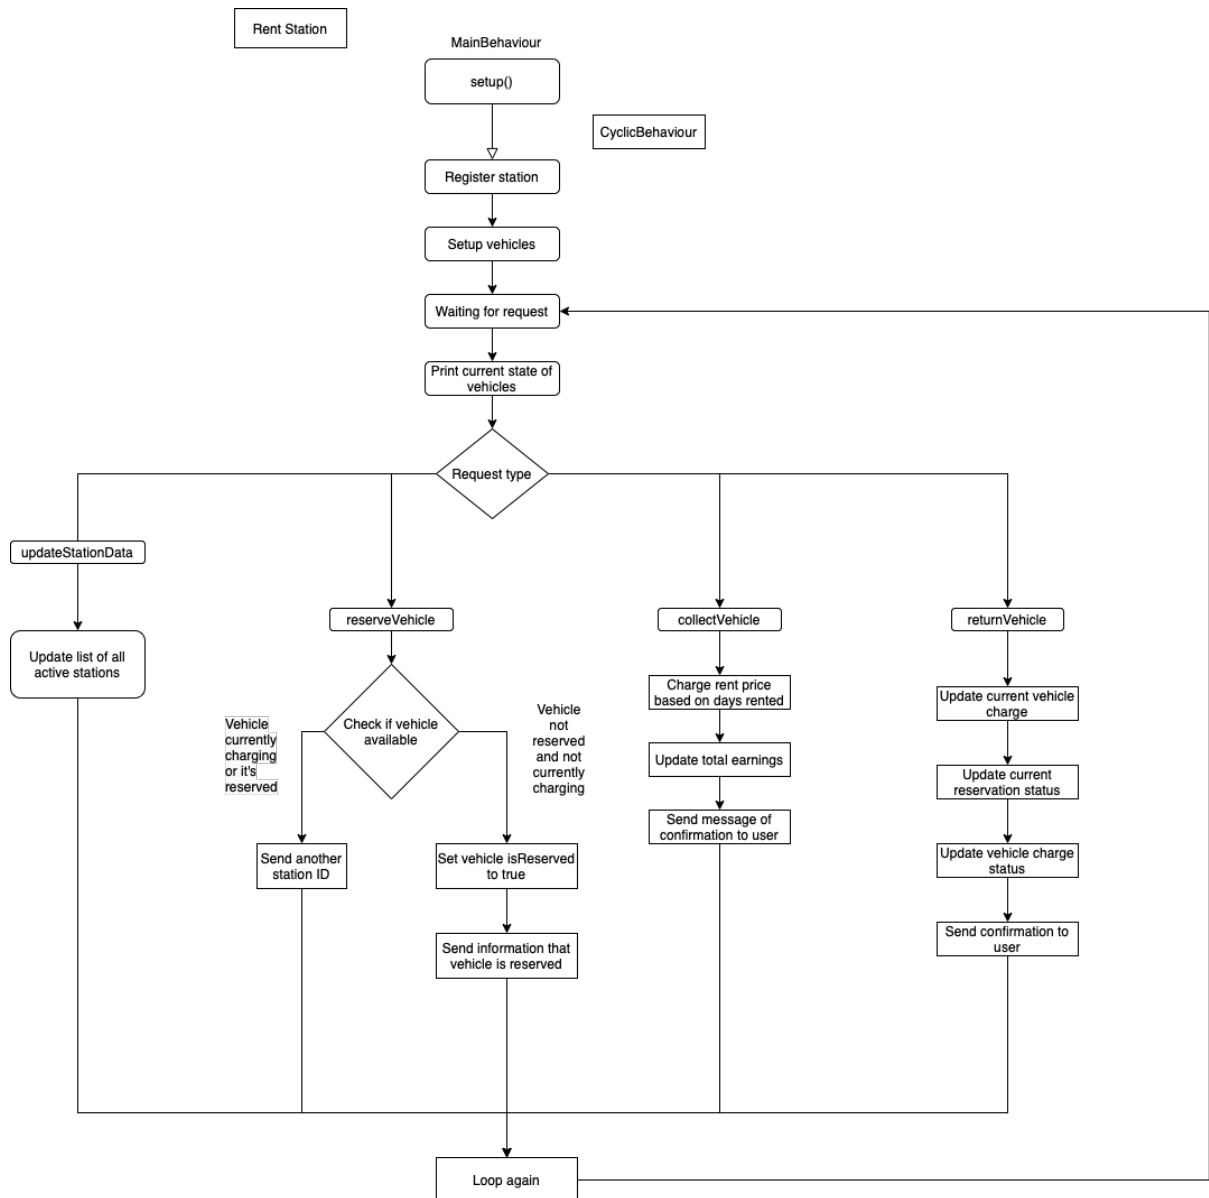 Rent Station
MainBehaviour
setup()
CyclicBehaviour
Register station
Setup vehicles
Waiting for request
Print current state of
vehicles
Request type
updateStationData
Update list of all
active stations
reserveVehicle
Check if vehicle
available
Vehicle
currently
charging
or it's
reserved
Vehicle
not
reserved
and not
currently
charging
Send another
station ID
Set vehicle isReserved
to true
Send information that
vehicle is reserved
collectVehicle
Charge rent price
based on days rented
Update total earnings
Send message of
confirmation to user
returnVehicle
Update current vehicle
charge
Update current
reservation status
Update vehicle charge
status
Send confirmation to
user
Loop again